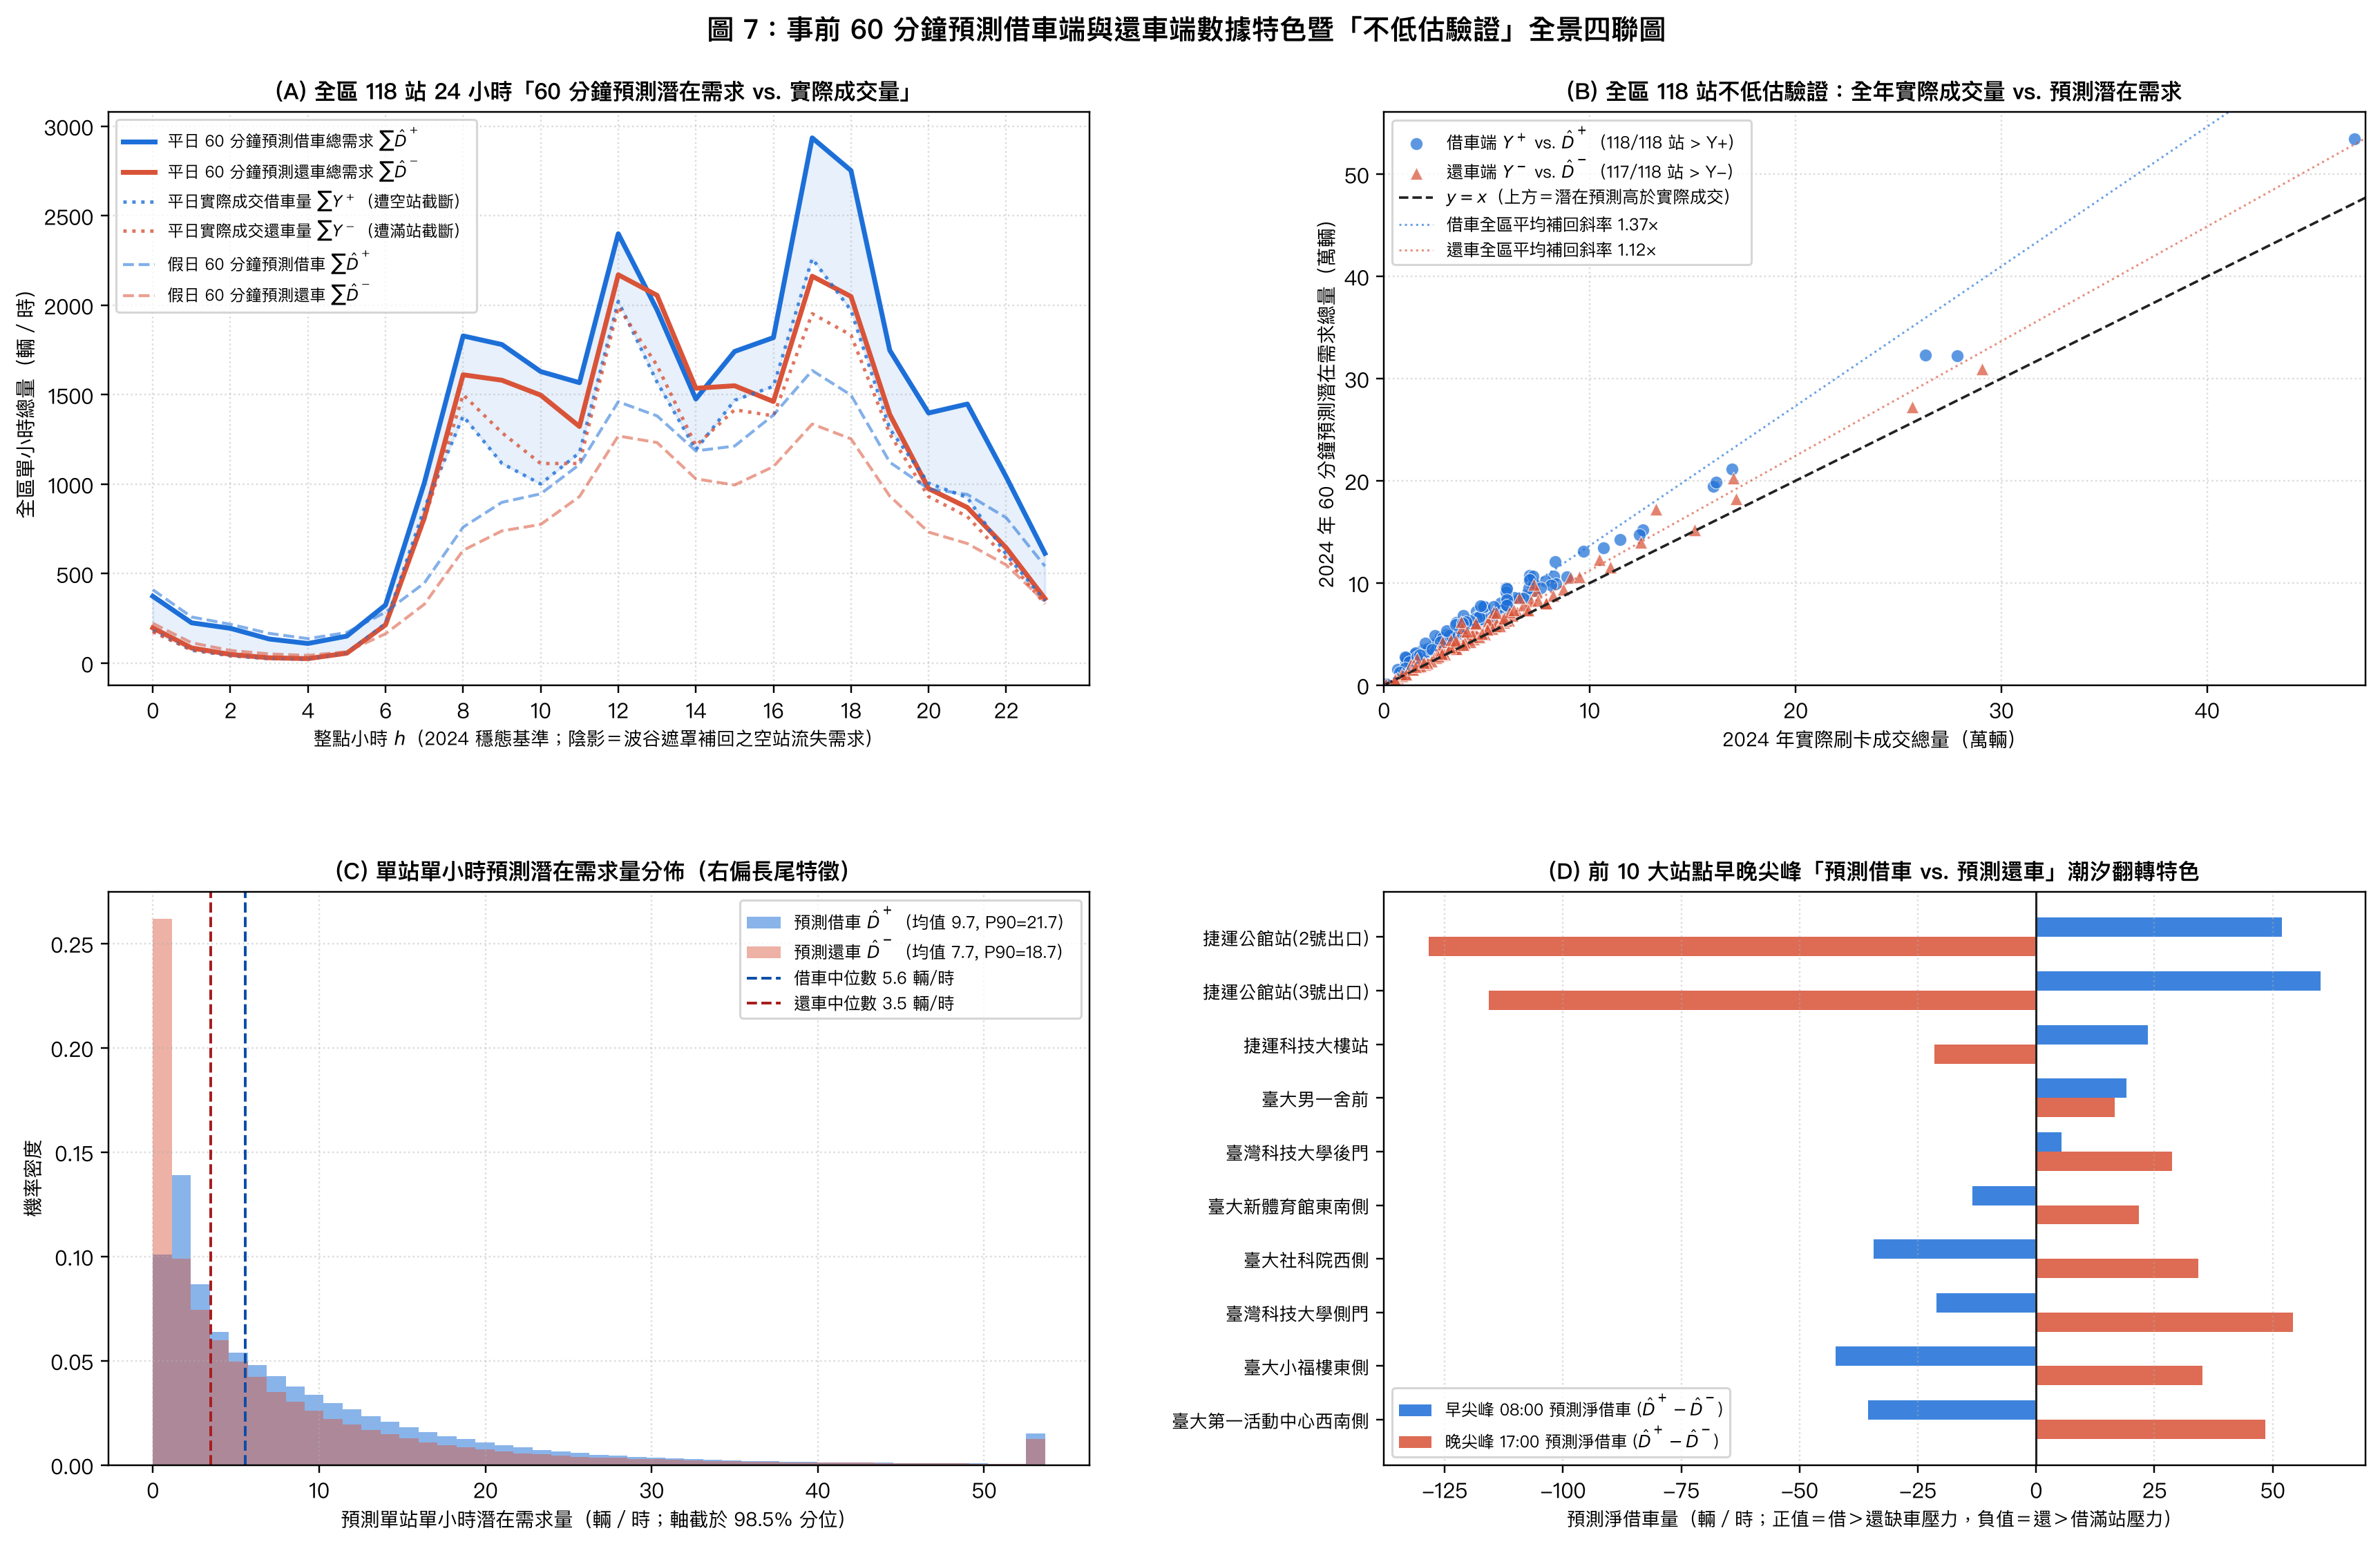 圖 7：事前 60 分鐘預測借車端與還車端數據特色暨「不低估驗證」全景四聯圖
(A) 全區 118 站 24 小時「60 分鐘預測潛在需求 vs. 實際成交量」
全區單小時總量（輛 / 時）
3000
2500
2000
1500
1000
500
0
平日 60 分鐘預測借車總需求 ∑D̂⁺
平日 60 分鐘預測還車總需求 ∑D̂⁻
平日實際成交借車量 ∑Y⁺（遭空站截斷）
平日實際成交還車量 ∑Y⁻（遭滿站截斷）
假日 60 分鐘預測借車 ∑D̂⁺
假日 60 分鐘預測還車 ∑D̂⁻
0 2 4 6 8 10 12 14 16 18 20 22
整點小時 h（2024 穩態基準；陰影＝波谷遮罩補回之空站流失需求）
(B) 全區 118 站不低估驗證：全年實際成交量 vs. 預測潛在需求
2024 年 60 分鐘預測潛在需求總量（萬輛）
50
40
30
20
10
0
借車端 Y⁺ vs. D̂⁺（118/118 站 > Y+）
還車端 Y⁻ vs. D̂⁻（117/118 站 > Y−）
y = x（上方＝潛在預測高於實際成交）
借車全區平均補回斜率 1.37×
還車全區平均補回斜率 1.12×
0 10 20 30 40
2024 年實際刷卡成交總量（萬輛）
(C) 單站單小時預測潛在需求量分佈（右偏長尾特徵）
機率密度
0.25
0.20
0.15
0.10
0.05
0.00
預測借車 D̂⁺（均值 9.7, P90=21.7）
預測還車 D̂⁻（均值 7.7, P90=18.7）
借車中位數 5.6 輛/時
還車中位數 3.5 輛/時
0 10 20 30 40 50
預測單站單小時潛在需求量（輛 / 時；軸截於 98.5% 分位）
(D) 前 10 大站點早晚尖峰「預測借車 vs. 預測還車」潮汐翻轉特色
捷運公館站(2號出口)
捷運公館站(3號出口)
捷運科技大樓站
臺大男一舍前
臺灣科技大學後門
臺大新體育館東南側
臺大社科院西側
臺灣科技大學側門
臺大小福樓東側
臺大第一活動中心西南側
早尖峰 08:00 預測淨借車 (D̂⁺ − D̂⁻)
晚尖峰 17:00 預測淨借車 (D̂⁺ − D̂⁻)
−125 −100 −75 −50 −25 0 25 50
預測淨借車量（輛 / 時；正值＝借＞還缺車壓力，負值＝還＞借滿站壓力）